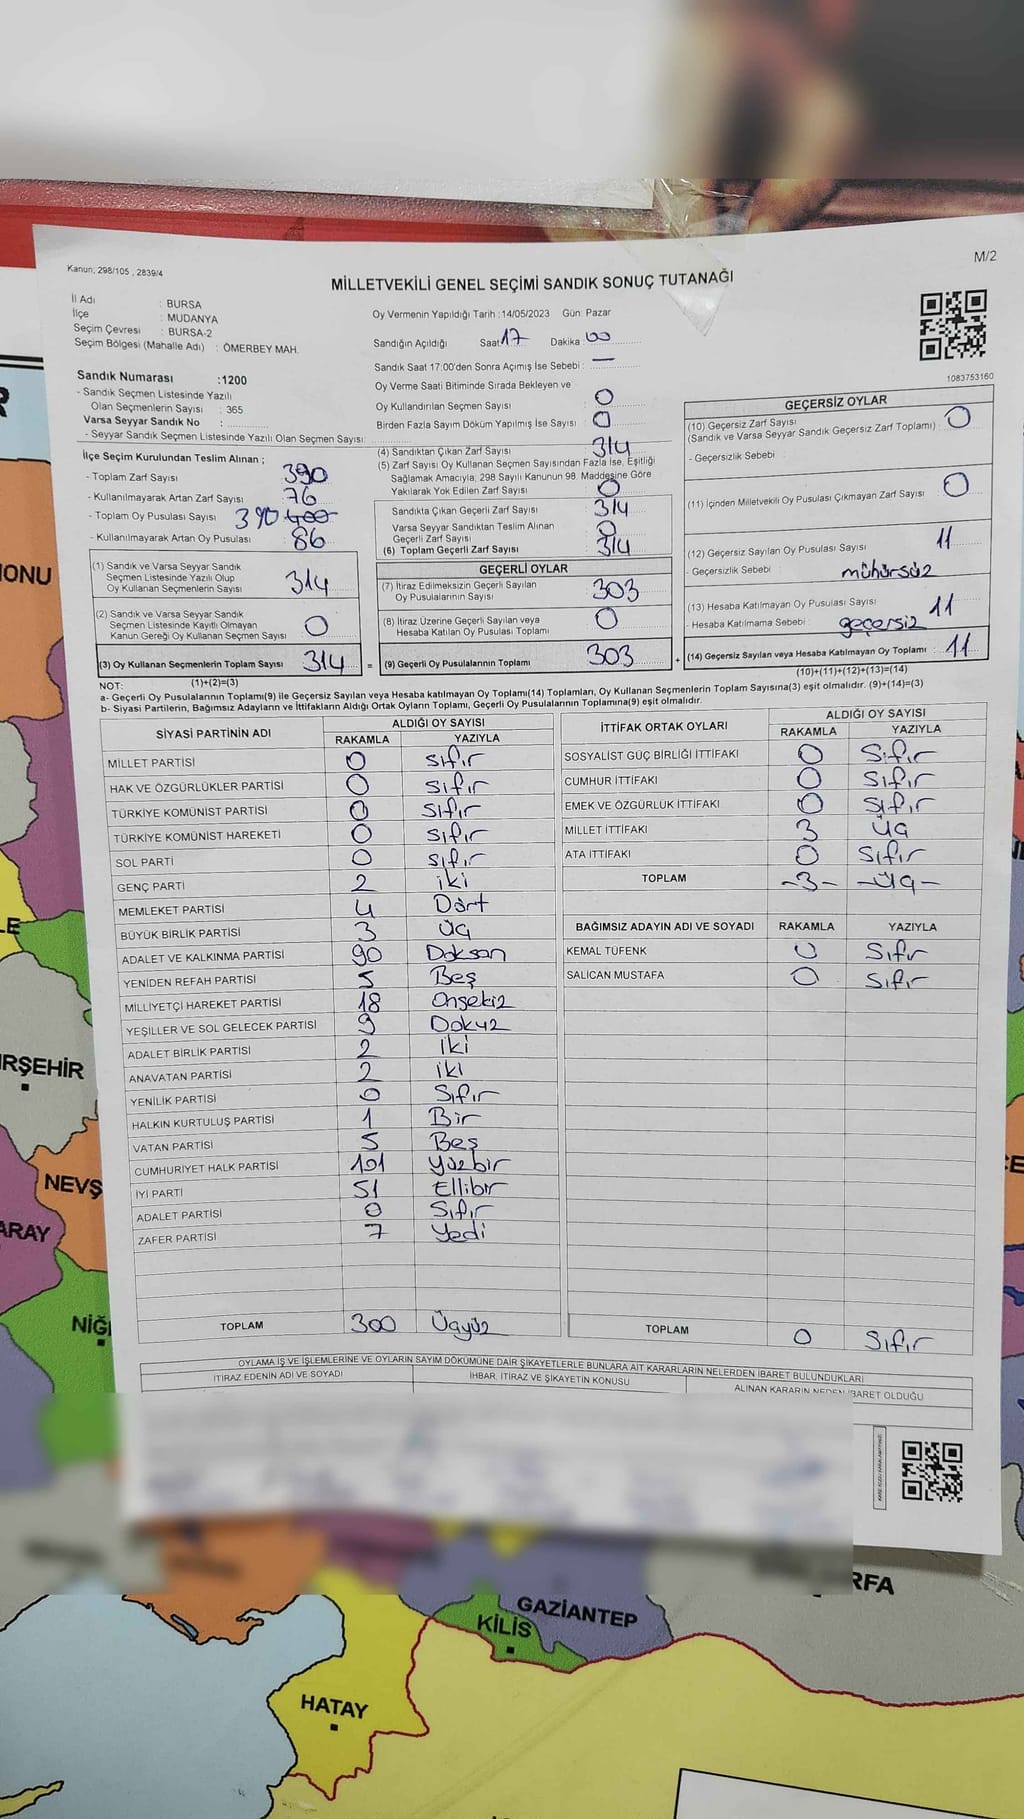 M/2
Kanun; 298/105 , 2839/4
MİLLETVEKİLİ GENEL SEÇİMİ SANDIK SONUÇ TUTANAĞI
İl Adı : BURSA
İlçe : MUDANYA
Seçim Çevresi : BURSA-2
Seçim Bölgesi (Mahalle Adı) : ÖMERBEY MAH.
Oy Vermenin Yapıldığı Tarih :14/05/2023 Gün: Pazar
Sandığın Açıldığı Saat 17 Dakika 00
Sandık Saat 17:00'den Sonra Açımış İse Sebebi : —
Oy Verme Saati Bitiminde Sırada Bekleyen ve
Oy Kullandırılan Seçmen Sayısı 0
Birden Fazla Sayım Döküm Yapılmış İse Sayısı 0
1083753160
Sandık Numarası :1200
- Sandık Seçmen Listesinde Yazılı
Olan Seçmenlerin Sayısı : 365
Varsa Seyyar Sandık No :
- Seyyar Sandık Seçmen Listesinde Yazılı Olan Seçmen Sayısı:
İlçe Seçim Kurulundan Teslim Alınan ;
- Toplam Zarf Sayısı 390
- Kullanılmayarak Artan Zarf Sayısı 76
- Toplam Oy Pusulası Sayısı 390 400
- Kullanılmayarak Artan Oy Pusulası : 86
(4) Sandıktan Çıkan Zarf Sayısı 314
(5) Zarf Sayısı Oy Kullanan Seçmen Sayısından Fazla İse, Eşitliği
Sağlamak Amacıyla, 298 Sayılı Kanunun 98. Maddesine Göre
Yakılarak Yok Edilen Zarf Sayısı 0
Sandıkta Çıkan Geçerli Zarf Sayısı 314
Varsa Seyyar Sandıktan Teslim Alınan
Geçerli Zarf Sayısı 0
(6) Toplam Geçerli Zarf Sayısı 314
GEÇERSİZ OYLAR
(10) Geçersiz Zarf Sayısı 0
(Sandık ve Varsa Seyyar Sandık Geçersiz Zarf Toplamı) :
- Geçersizlik Sebebi
(11) İçinden Milletvekili Oy Pusulası Çıkmayan Zarf Sayısı 0
(12) Geçersiz Sayılan Oy Pusulası Sayısı 11
- Geçersizlik Sebebi : mühürsüz
(13) Hesaba Katılmayan Oy Pusulası Sayısı 11
- Hesaba Katılmama Sebebi : geçersiz
(14) Geçersiz Sayılan veya Hesaba Katılmayan Oy Toplamı : 11
(10)+(11)+(12)+(13)=(14)
(1) Sandık ve Varsa Seyyar Sandık
Seçmen Listesinde Yazılı Olup
Oy Kullanan Seçmenlerin Sayısı 314
(2) Sandık ve Varsa Seyyar Sandık
Seçmen Listesinde Kayıtlı Olmayan
Kanun Gereği Oy Kullanan Seçmen Sayısı 0
(3) Oy Kullanan Seçmenlerin Toplam Sayısı 314 =
(1)+(2)=(3)
GEÇERLİ OYLAR
(7) İtiraz Edilmeksizin Geçerli Sayılan
Oy Pusulalarının Sayısı 303
(8) İtiraz Üzerine Geçerli Sayılan veya
Hesaba Katılan Oy Pusulası Toplamı 0
(9) Geçerli Oy Pusulalarının Toplamı 303 +
NOT:
a- Geçerli Oy Pusulalarının Toplamı(9) ile Geçersiz Sayılan veya Hesaba katılmayan Oy Toplamı(14) Toplamları, Oy Kullanan Seçmenlerin Toplam Sayısına(3) eşit olmalıdır. (9)+(14)=(3)
b- Siyasi Partilerin, Bağımsız Adayların ve İttifakların Aldığı Ortak Oyların Toplamı, Geçerli Oy Pusulalarının Toplamına(9) eşit olmalıdır.
SİYASİ PARTİNİN ADI ALDIĞI OY SAYISI
RAKAMLA YAZIYLA
MİLLET PARTİSİ 0 sıfır
HAK VE ÖZGÜRLÜKLER PARTİSİ 0 sıfır
TÜRKİYE KOMÜNİST PARTİSİ 0 sıfır
TÜRKİYE KOMÜNİST HAREKETİ 0 sıfır
SOL PARTİ 0 sıfır
GENÇ PARTİ 2 iki
MEMLEKET PARTİSİ 4 Dört
BÜYÜK BİRLİK PARTİSİ 3 Üç
ADALET VE KALKINMA PARTİSİ 90 Doksan
YENİDEN REFAH PARTİSİ 5 Beş
MİLLİYETÇİ HAREKET PARTİSİ 18 Onsekiz
YEŞİLLER VE SOL GELECEK PARTİSİ 9 Dokuz
ADALET BİRLİK PARTİSİ 2 iki
ANAVATAN PARTİSİ 2 iki
YENİLİK PARTİSİ 0 Sıfır
HALKIN KURTULUŞ PARTİSİ 1 Bir
VATAN PARTİSİ 5 Beş
CUMHURİYET HALK PARTİSİ 101 Yüzbir
İYİ PARTİ 51 Ellibir
ADALET PARTİSİ 0 Sıfır
ZAFER PARTİSİ 7 Yedi
TOPLAM 300 Üçyüz
İTTİFAK ORTAK OYLARI ALDIĞI OY SAYISI
RAKAMLA YAZIYLA
SOSYALİST GÜÇ BİRLİĞİ İTTİFAKI 0 Sıfır
CUMHUR İTTİFAKI 0 Sıfır
EMEK VE ÖZGÜRLÜK İTTİFAKI 0 Sıfır
MİLLET İTTİFAKI 3 üç
ATA İTTİFAKI 0 Sıfır
TOPLAM -3- -Üç-
BAĞIMSIZ ADAYIN ADI VE SOYADI RAKAMLA YAZIYLA
KEMAL TÜFENK 0 Sıfır
SALİCAN MUSTAFA 0 Sıfır
TOPLAM 0 Sıfır
OYLAMA İŞ VE İŞLEMLERİNE VE OYLARIN SAYIM DÖKÜMÜNE DAİR ŞİKAYETLERLE BUNLARA AİT KARARLARIN NELERDEN İBARET BULUNDUKLARI
İTİRAZ EDENİN ADI VE SOYADI İHBAR, İTİRAZ VE ŞİKAYETİN KONUSU ALINAN KARARIN NEDEN İBARET OLDUĞU
ONU
LE
IRŞEHİR
NEVŞ
ARAY
NİĞ
RFA
GAZİANTEP
KİLİS
HATAY